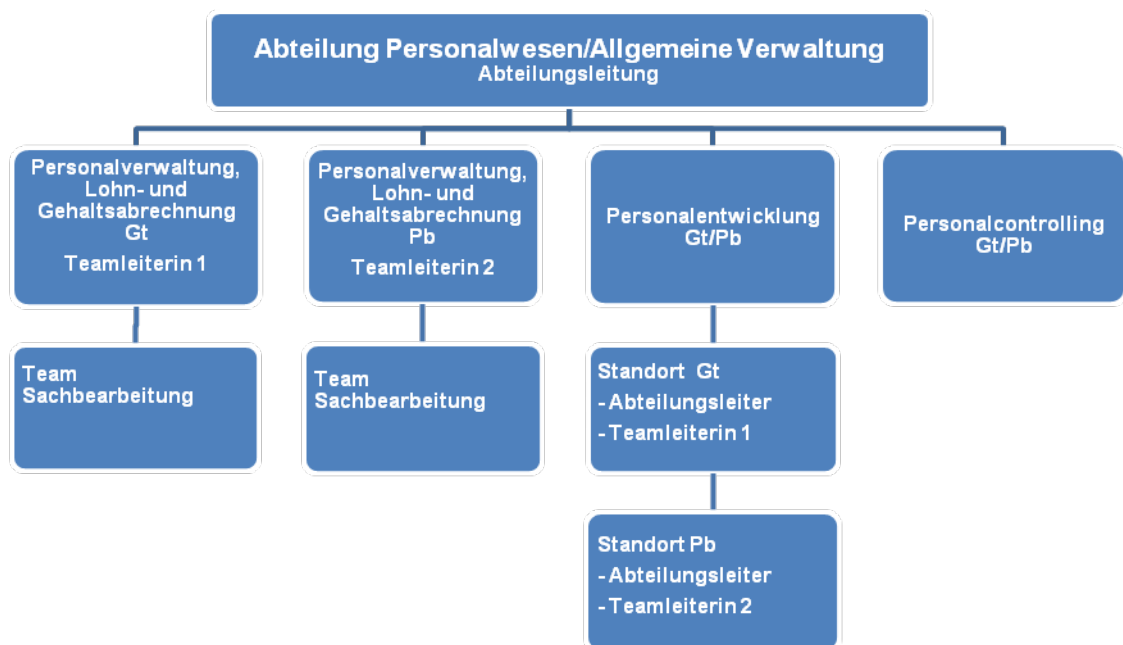 Abteilung Personalwesen/Allgemeine Verwaltung
Abteilungsleitung
Personalverwaltung,
Lohn- und
Gehaltsabrechnung
Gt
Teamleiterin 1
Personalverwaltung,
Lohn- und
Gehaltsabrechnung
Pb
Teamleiterin 2
Personalentwicklung
Gt/Pb
Personalcontrolling
Gt/Pb
Team
Sachbearbeitung
Team
Sachbearbeitung
Standort Gt
- Abteilungsleiter
- Teamleiterin 1
Standort Pb
- Abteilungsleiter
- Teamleiterin 2